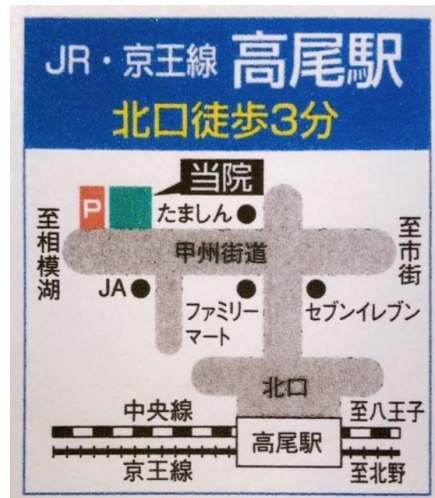 JR・京王線 高尾駅
北口徒歩3分
当院
P
たましん
至相模湖
甲州街道
至市街
JA
ファミリーマート
セブンイレブン
北口
中央線
至八王子
高尾駅
京王線
至北野